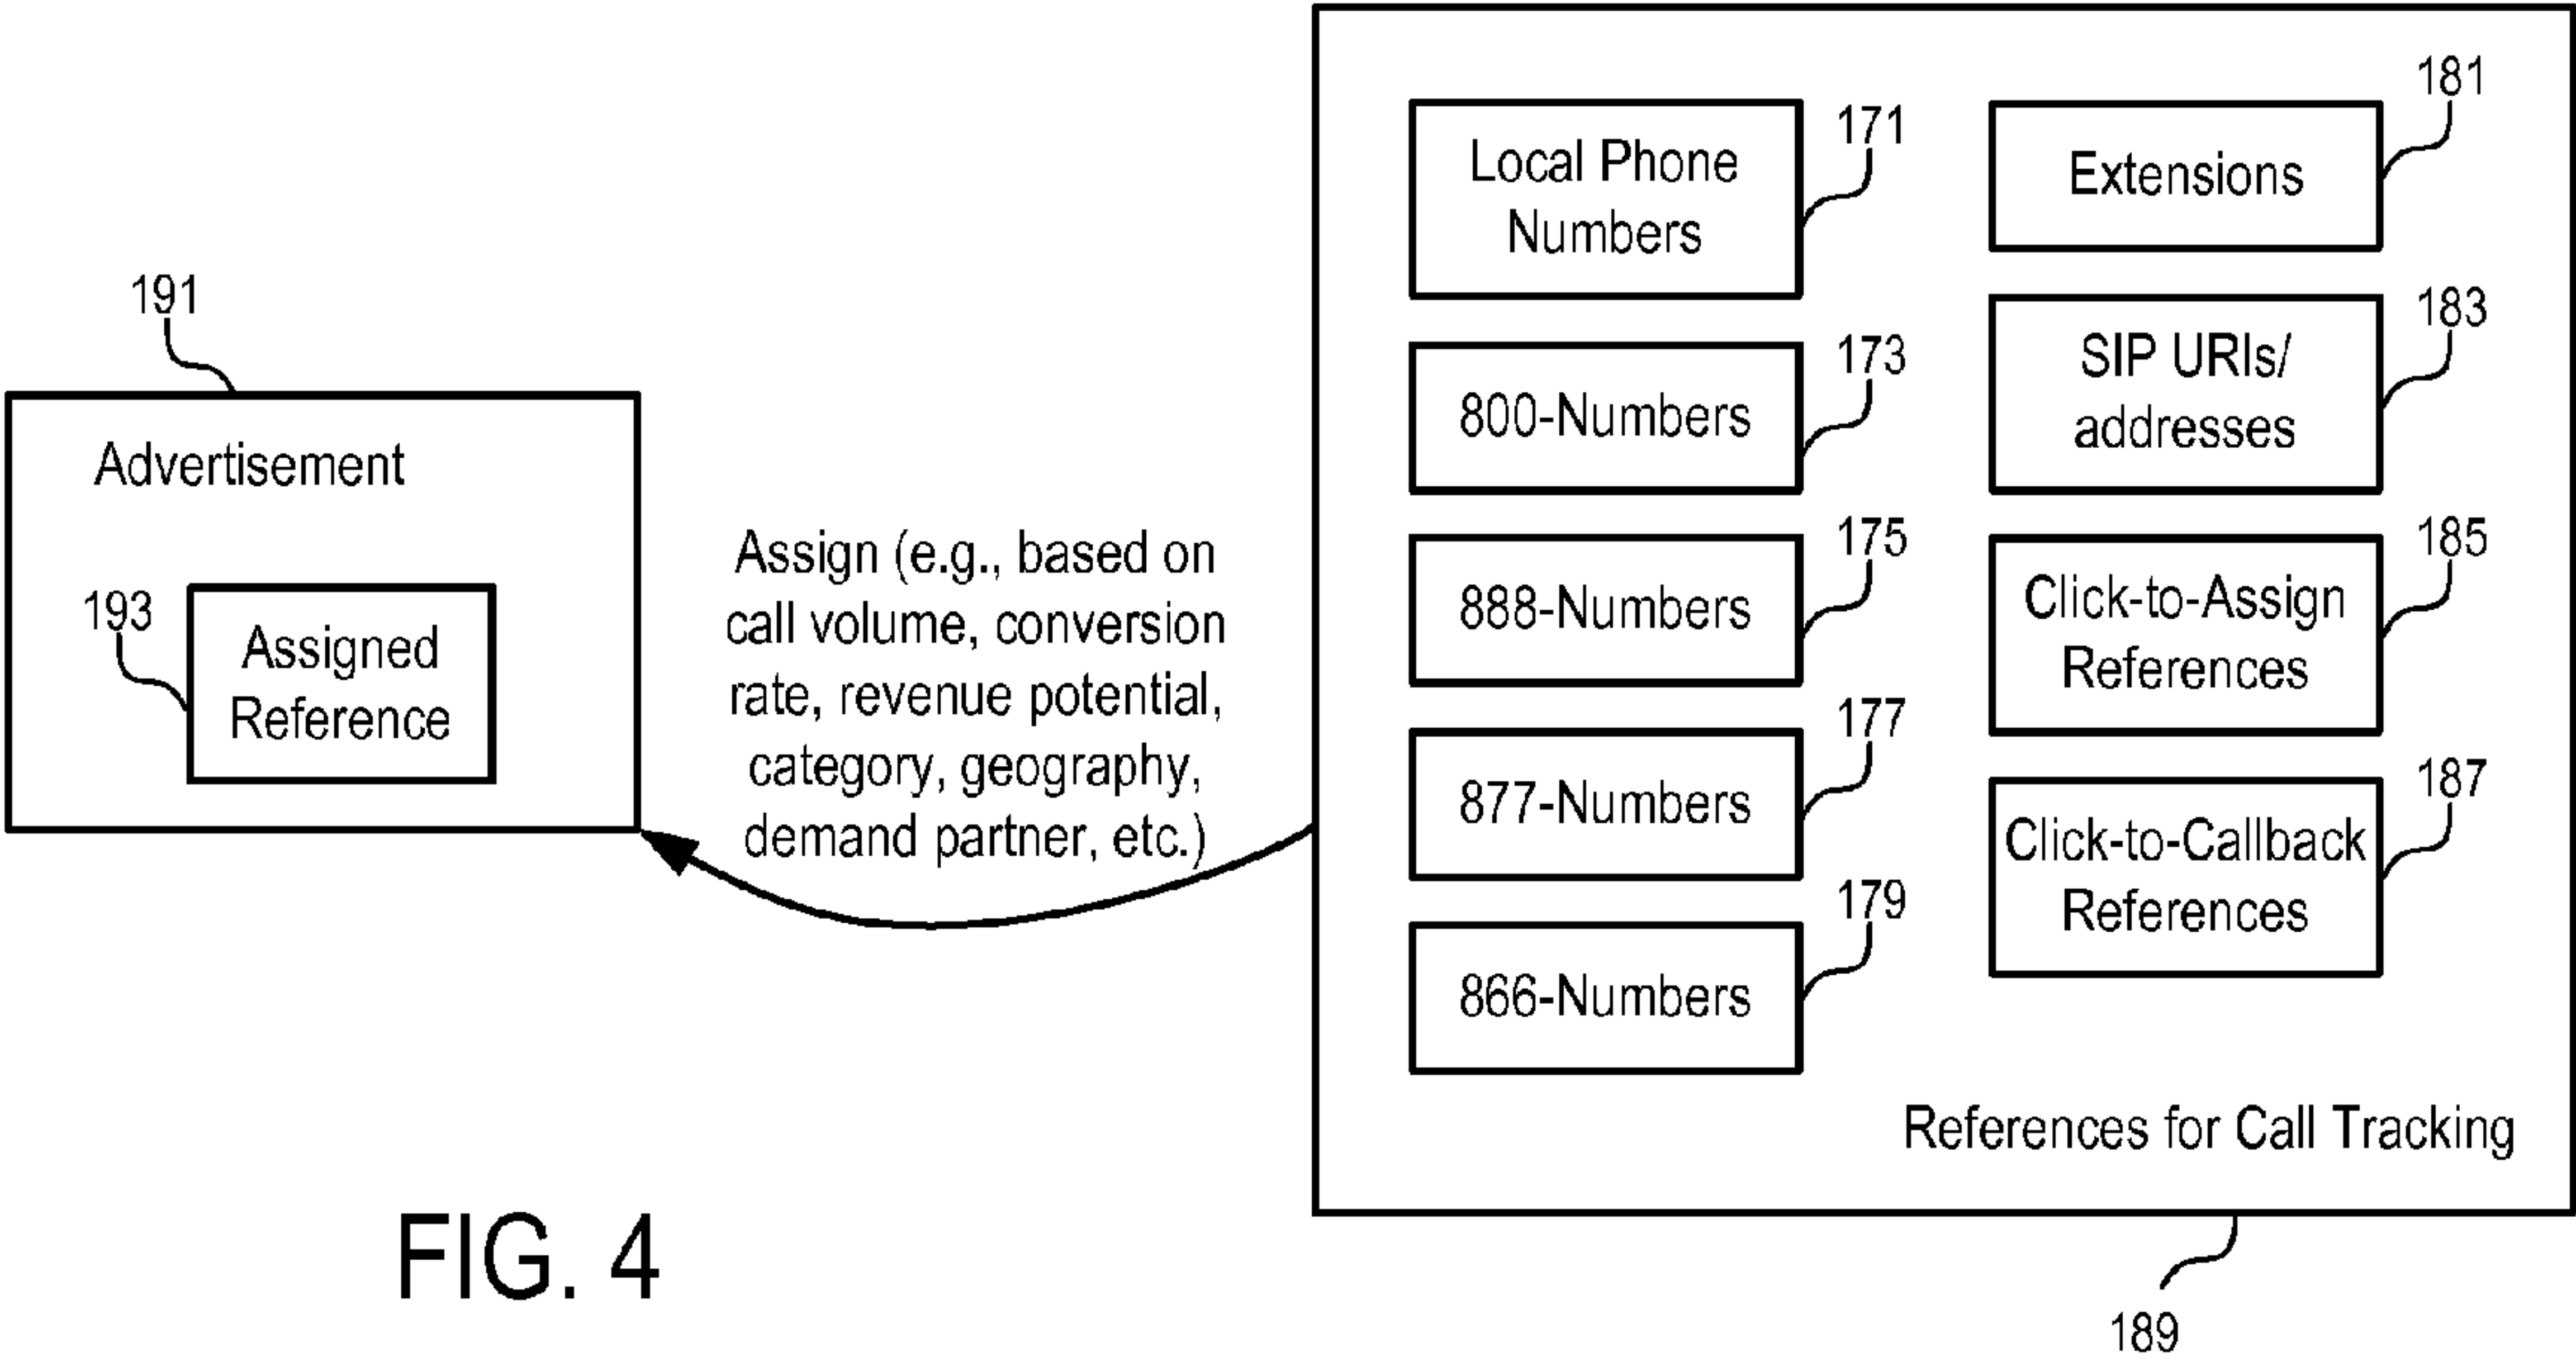 191
Advertisement
193
Assigned
Reference
Assign (e.g., based on
call volume, conversion
rate, revenue potential,
category, geography,
demand partner, etc.)
171
Local Phone
Numbers
173
800-Numbers
175
888-Numbers
177
877-Numbers
179
866-Numbers
181
Extensions
183
SIP URIs/
addresses
185
Click-to-Assign
References
187
Click-to-Callback
References
References for Call Tracking
189
FIG. 4